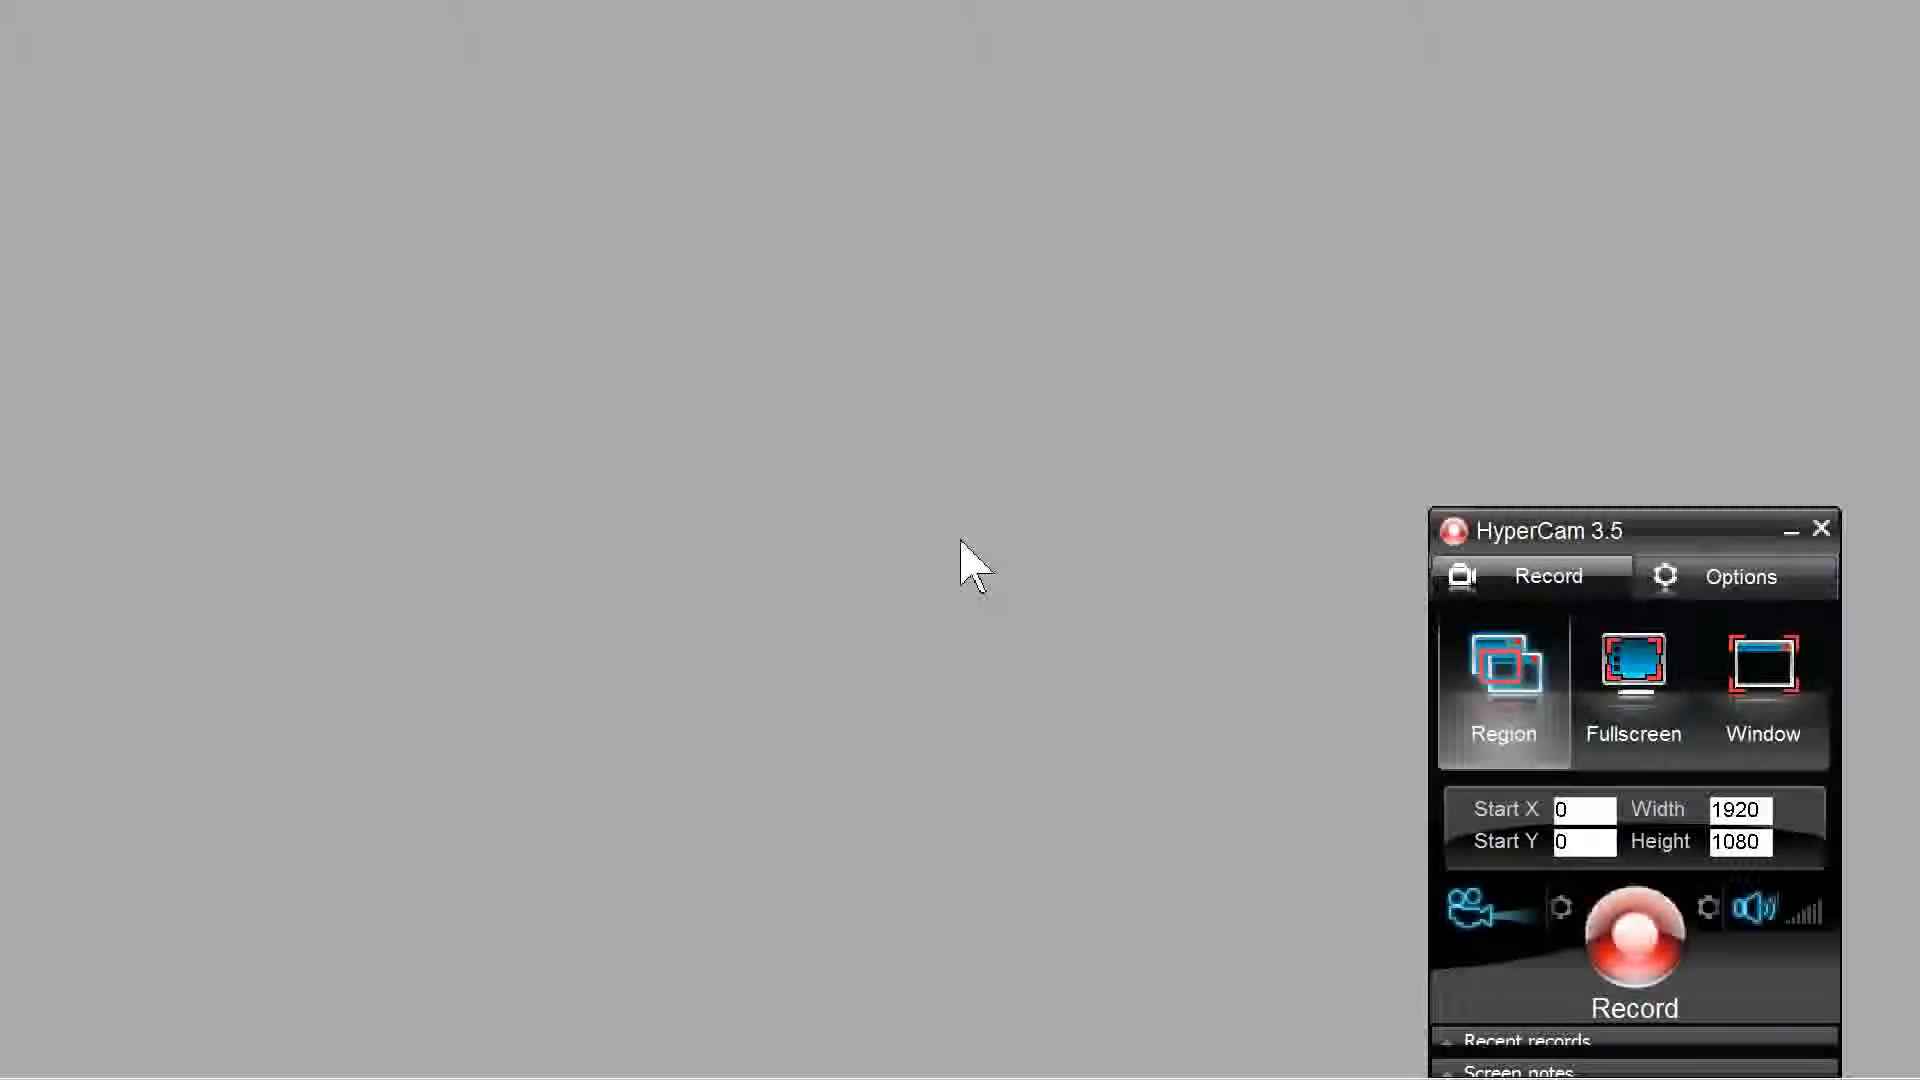 HyperCam 3.5
Record Options
Region Fullscreen Window
Start X 0 Width 1920
Start Y 0 Height 1080
Record
Recent records
Screen notes